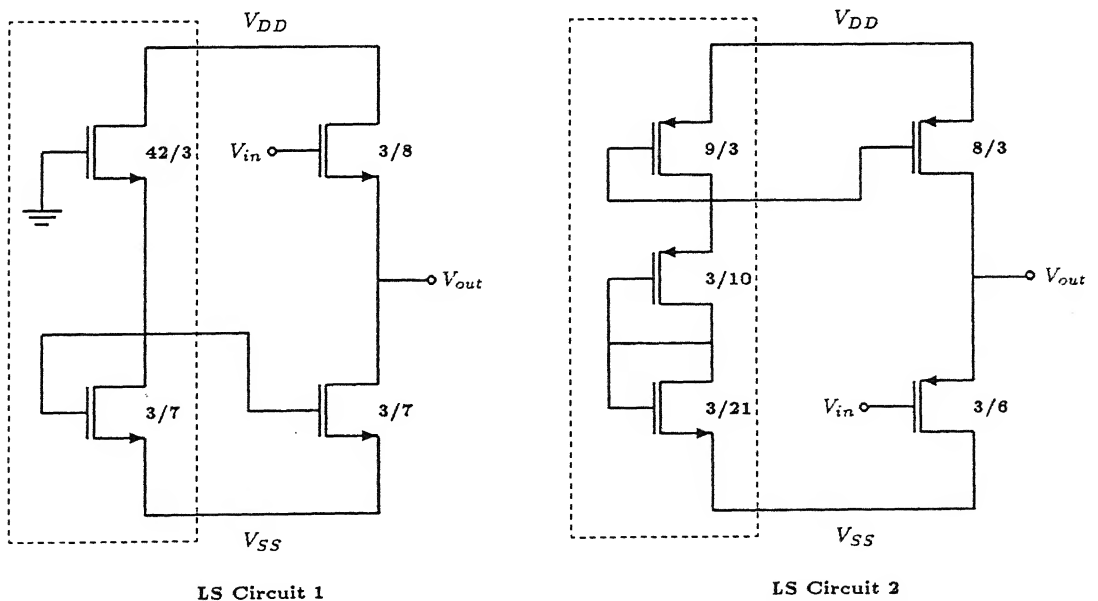 V_DD
42/3
V_in
3/8
V_out
3/7
3/7
V_SS
LS Circuit 1
V_DD
9/3
8/3
3/10
V_out
3/21
V_in
3/6
V_SS
LS Circuit 2